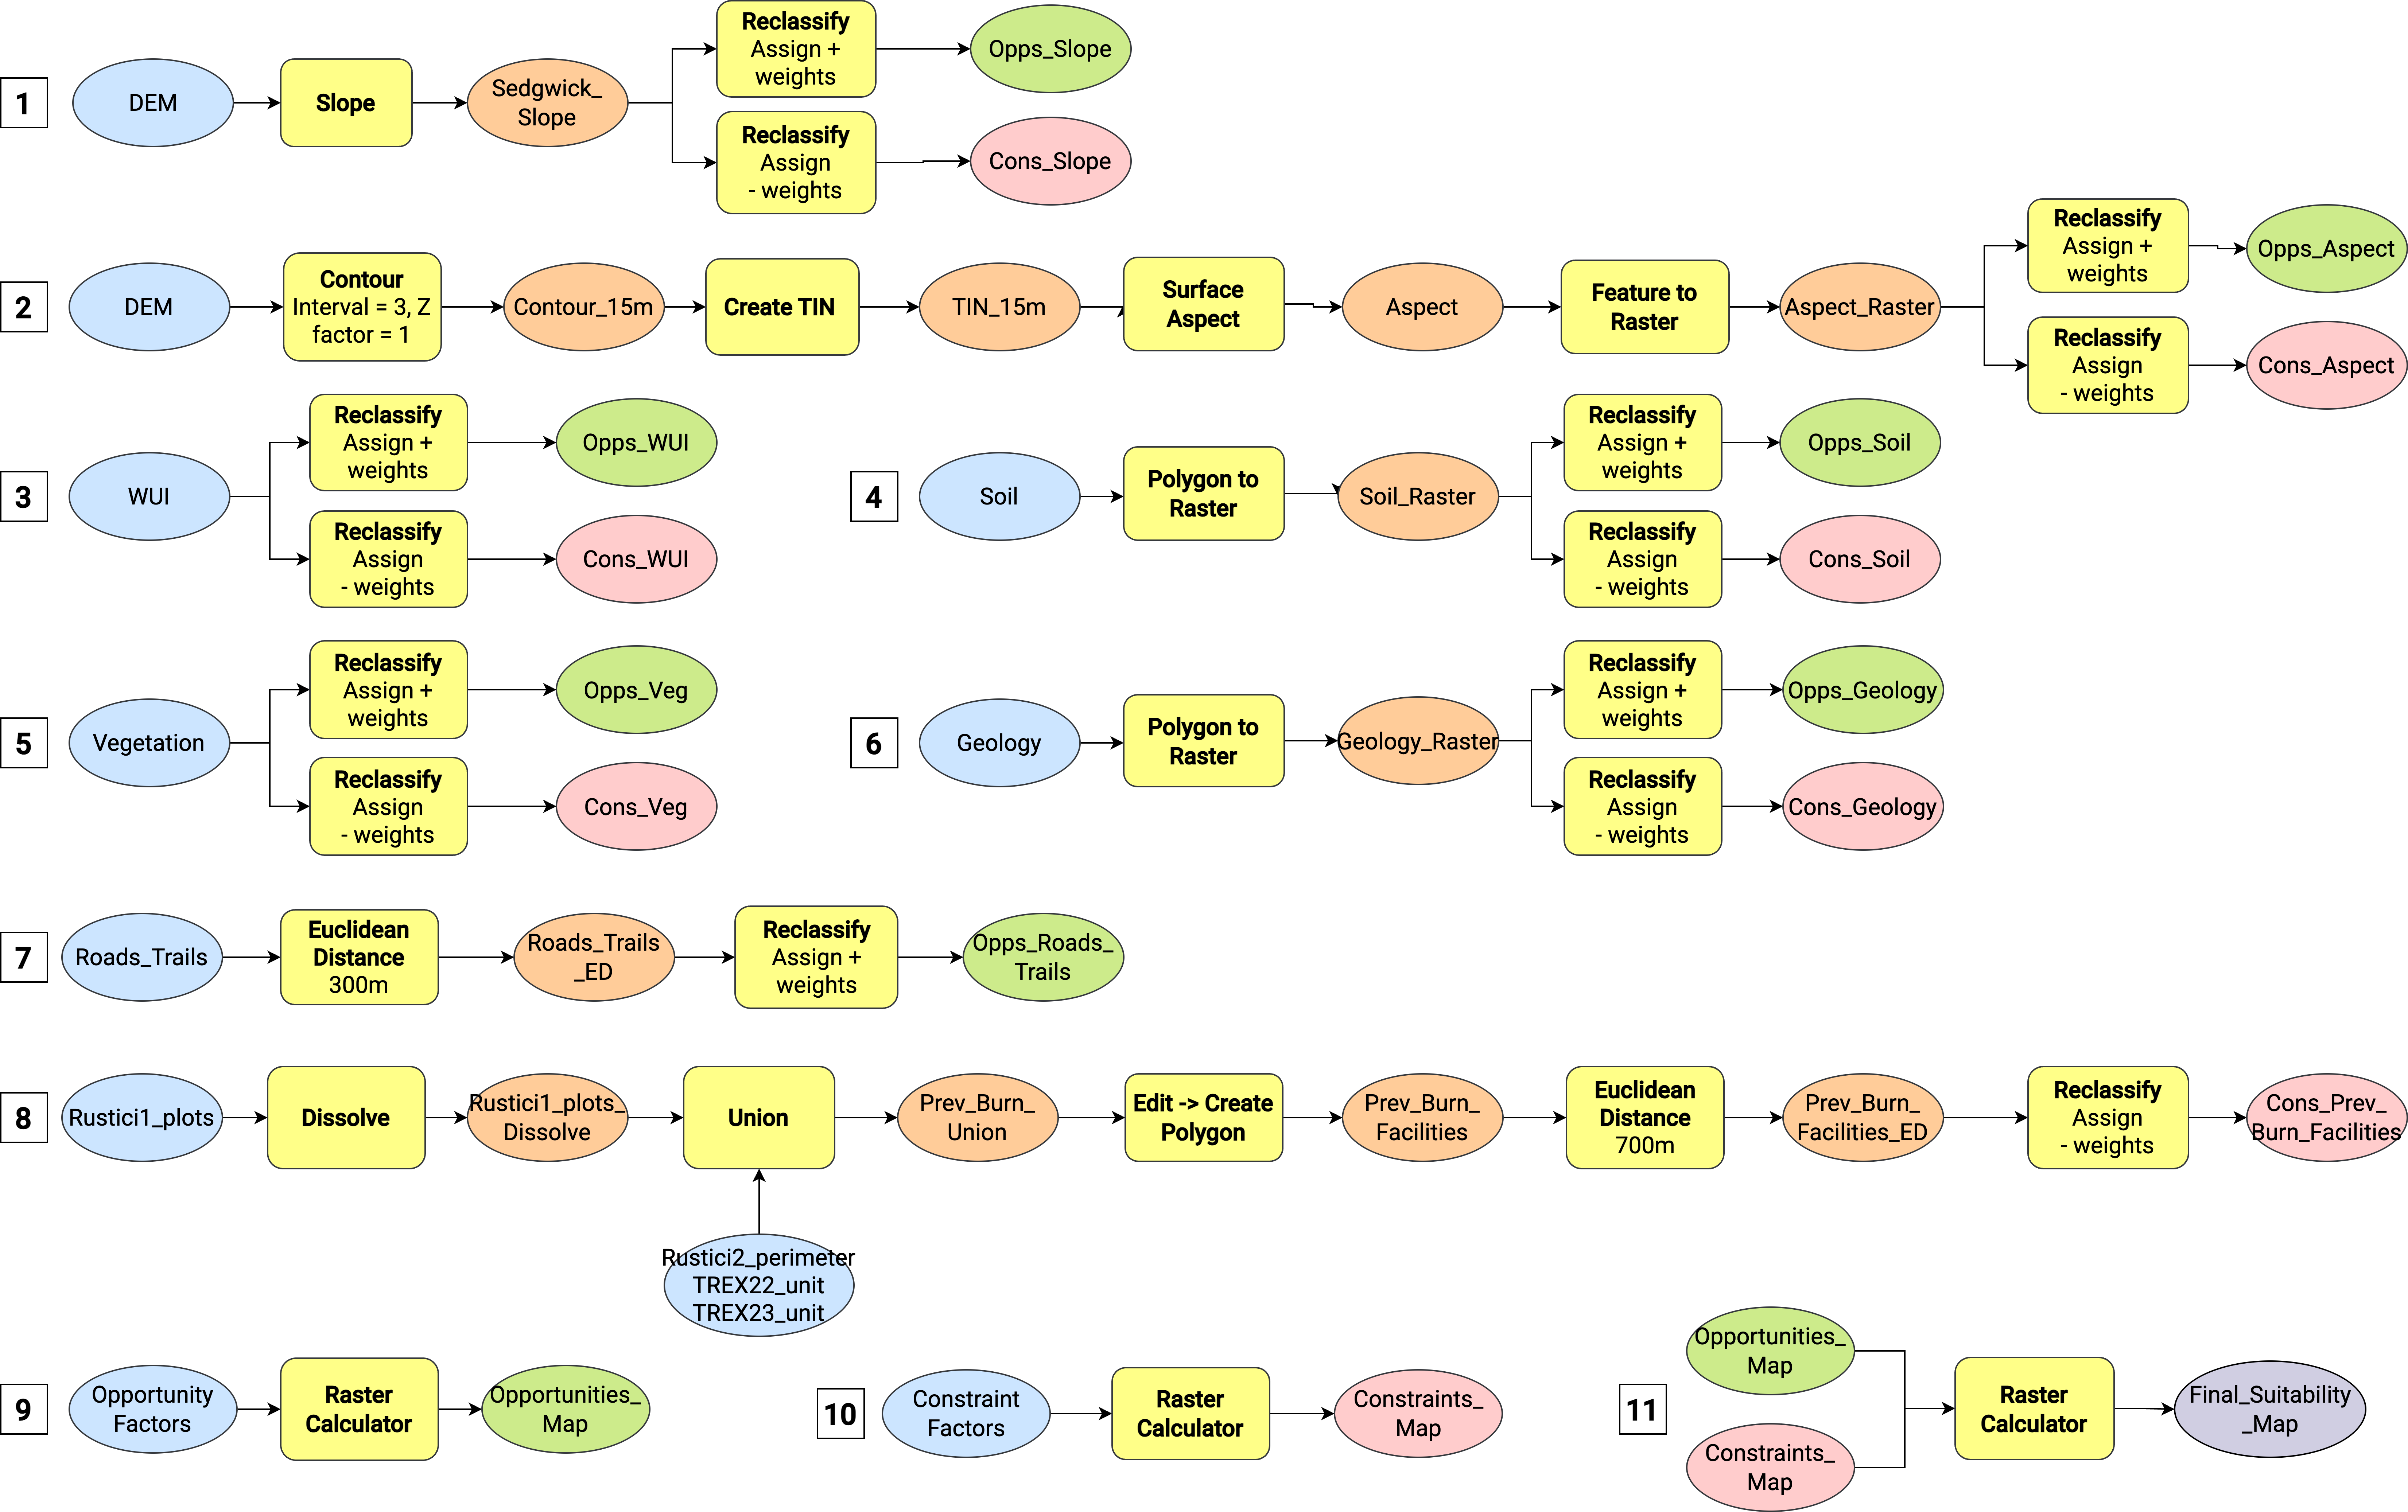 1
DEM
Slope
Sedgwick_
Slope
Reclassify
Assign +
weights
Opps_Slope
Reclassify
Assign
- weights
Cons_Slope
2
DEM
Contour
Interval = 3, Z
factor = 1
Contour_15m
Create TIN
TIN_15m
Surface
Aspect
Aspect
Feature to
Raster
Aspect_Raster
Reclassify
Assign +
weights
Opps_Aspect
Reclassify
Assign
- weights
Cons_Aspect
3
WUI
Reclassify
Assign +
weights
Opps_WUI
Reclassify
Assign
- weights
Cons_WUI
4
Soil
Polygon to
Raster
Soil_Raster
Reclassify
Assign +
weights
Opps_Soil
Reclassify
Assign
- weights
Cons_Soil
5
Vegetation
Reclassify
Assign +
weights
Opps_Veg
Reclassify
Assign
- weights
Cons_Veg
6
Geology
Polygon to
Raster
Geology_Raster
Reclassify
Assign +
weights
Opps_Geology
Reclassify
Assign
- weights
Cons_Geology
7
Roads_Trails
Euclidean
Distance
300m
Roads_Trails
_ED
Reclassify
Assign +
weights
Opps_Roads_
Trails
8
Rustici1_plots
Dissolve
Rustici1_plots_
Dissolve
Union
Rustici2_perimeter
TREX22_unit
TREX23_unit
Prev_Burn_
Union
Edit -> Create
Polygon
Prev_Burn_
Facilities
Euclidean
Distance
700m
Prev_Burn_
Facilities_ED
Reclassify
Assign
- weights
Cons_Prev_
Burn_Facilities
9
Opportunity
Factors
Raster
Calculator
Opportunities_
Map
10
Constraint
Factors
Raster
Calculator
Constraints_
Map
11
Opportunities_
Map
Constraints_
Map
Raster
Calculator
Final_Suitability
_Map